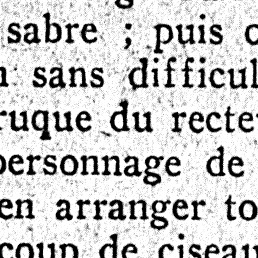 sabre ; puis
sans difficul
ruque du recte
personnage de
en arranger to
coup de ciseau